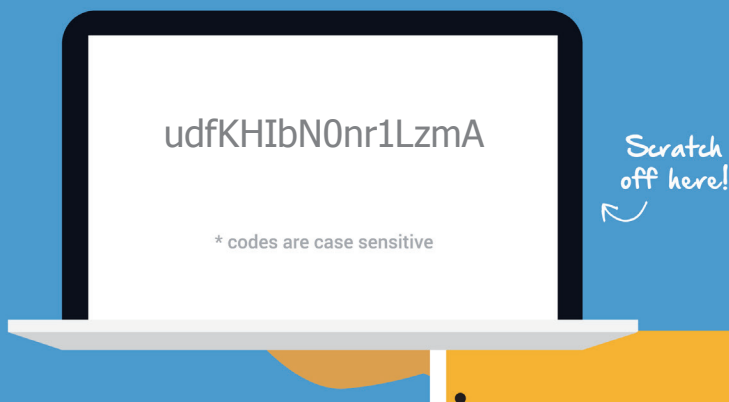 udfKHIbN0nr1LzmA
Scratch
off here!
* codes are case sensitive